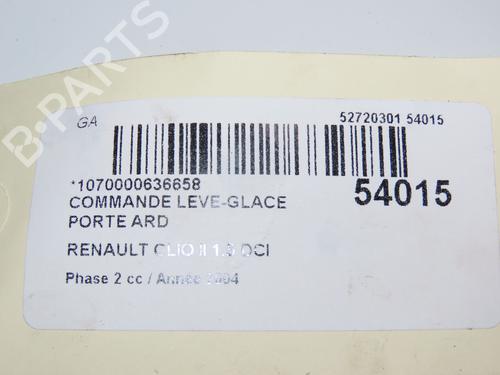 B-PARTS
GA
52720301 54015
*1070000636658
54015
COMMANDE LEVE-GLACE
PORTE ARD
RENAULT CLIO II 1.5 DCI
Phase 2 cc / Année 2004